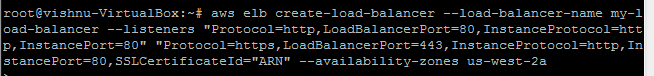 root@vishnu-VirtualBox:~# aws elb create-load-balancer --load-balancer-name my-l
oad-balancer --listeners "Protocol=http,LoadBalancerPort=80,InstanceProtocol=htt
p,InstancePort=80" "Protocol=https,LoadBalancerPort=443,InstanceProtocol=http,In
stancePort=80,SSLCertificateId="ARN" --availability-zones us-west-2a